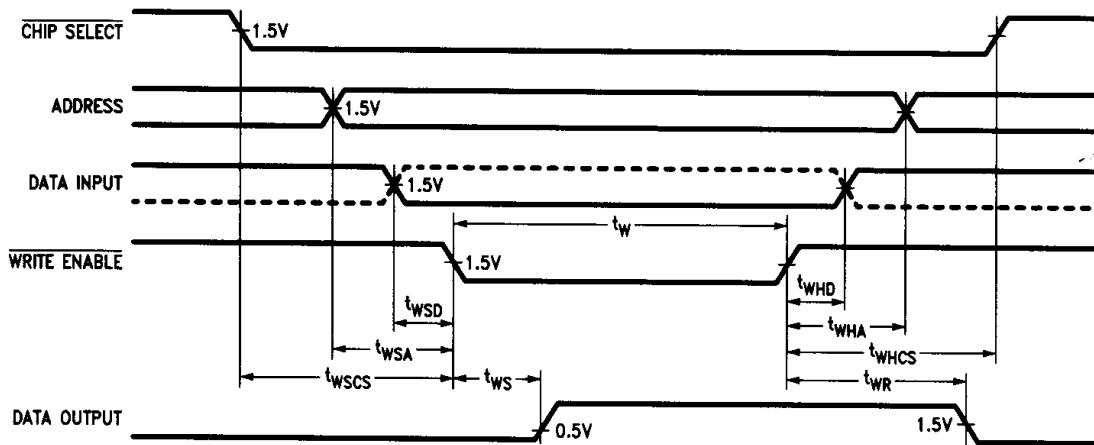 CHIP SELECT 1.5V
ADDRESS 1.5V
DATA INPUT 1.5V
tW
WRITE ENABLE 1.5V
tWSD tWHD
tWSA tWHA
tWSCS tWS tWHCS
tWR
DATA OUTPUT 0.5V 1.5V